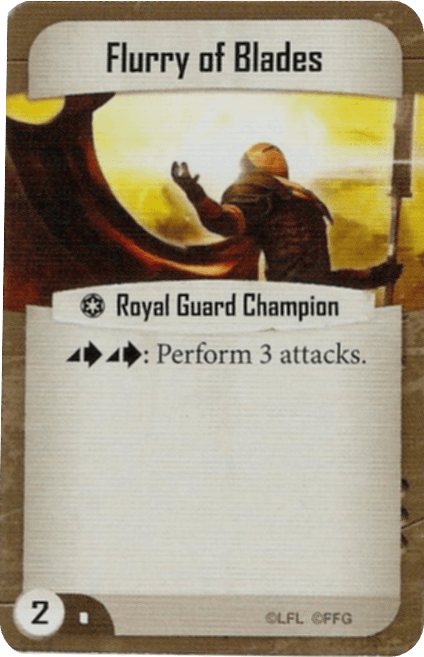 Flurry of Blades
Royal Guard Champion
: Perform 3 attacks.
2
©LFL ©FFG